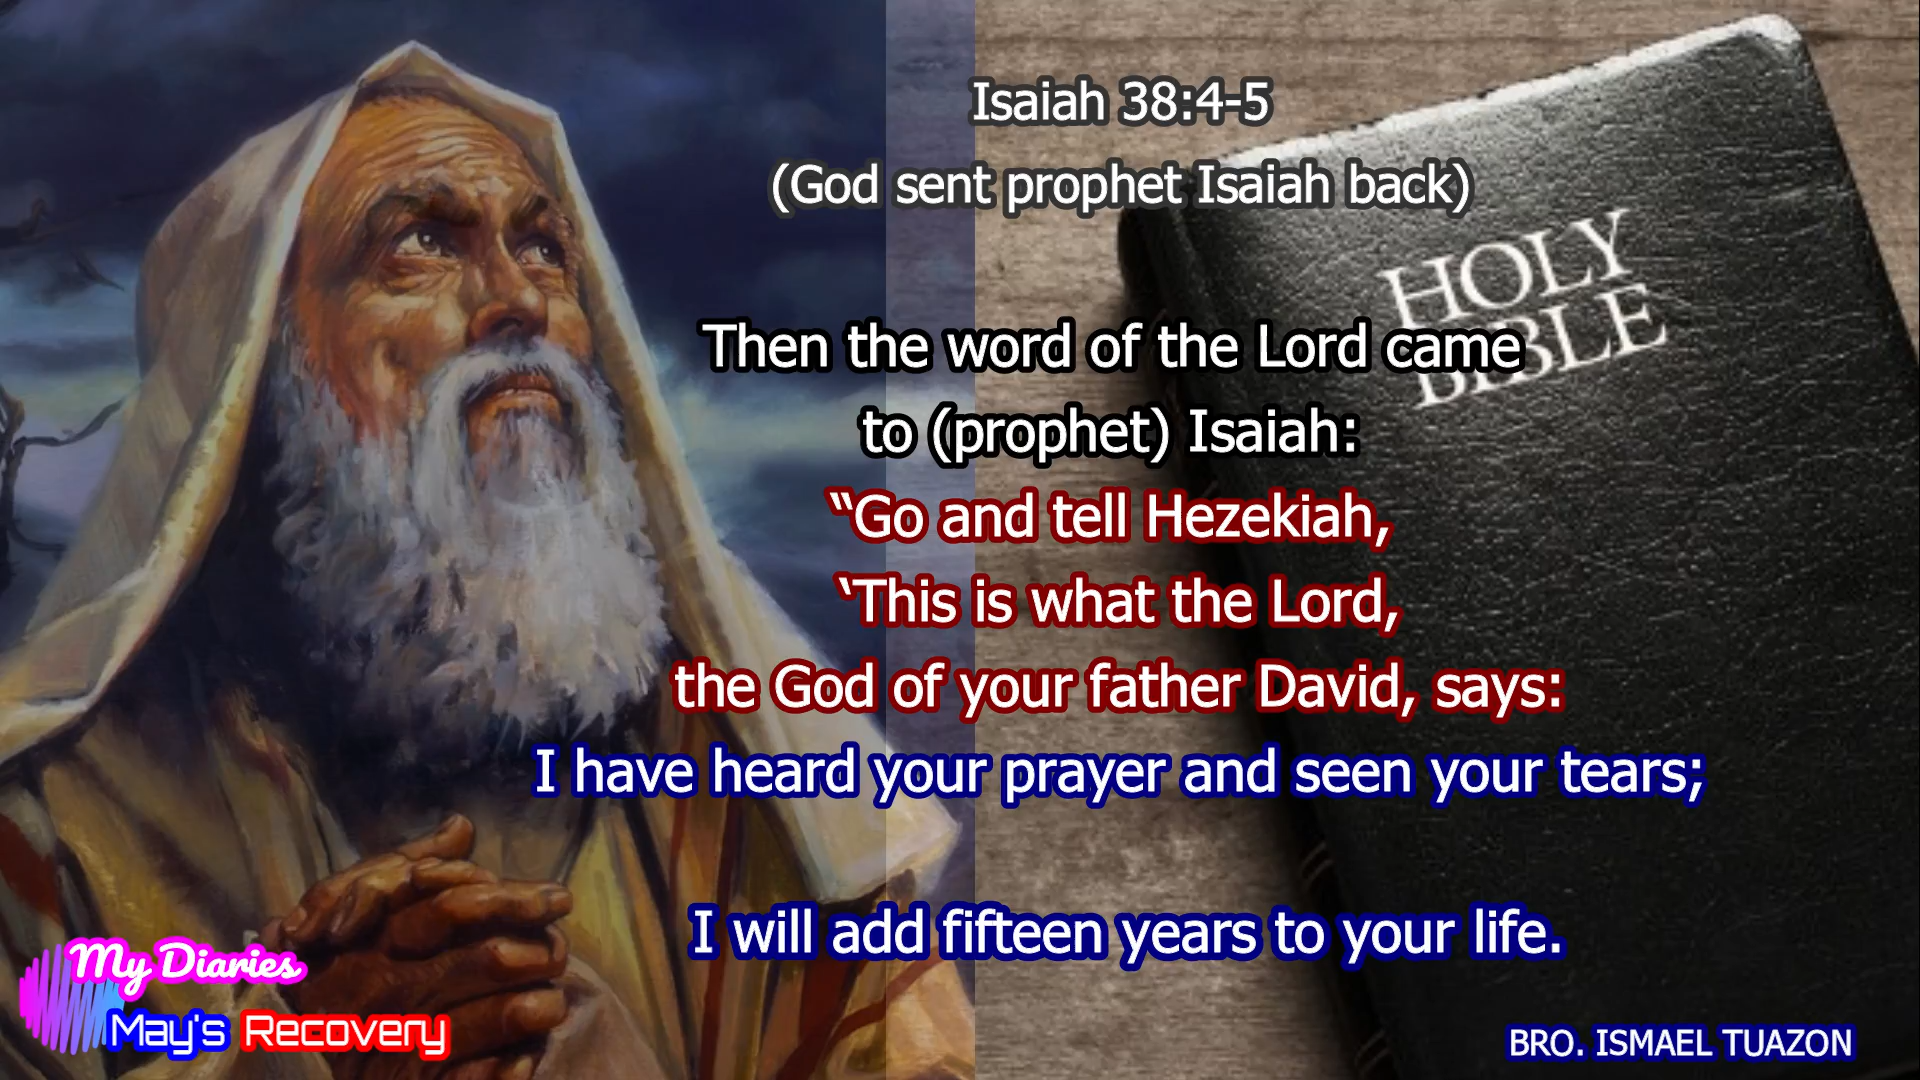 Isaiah 38:4-5
(God sent prophet Isaiah back)
HOLY
BIBLE
Then the word of the Lord came
to (prophet) Isaiah:
“Go and tell Hezekiah,
‘This is what the Lord,
the God of your father David, says:
I have heard your prayer and seen your tears;
I will add fifteen years to your life.
My Diaries
May's Recovery
BRO. ISMAEL TUAZON